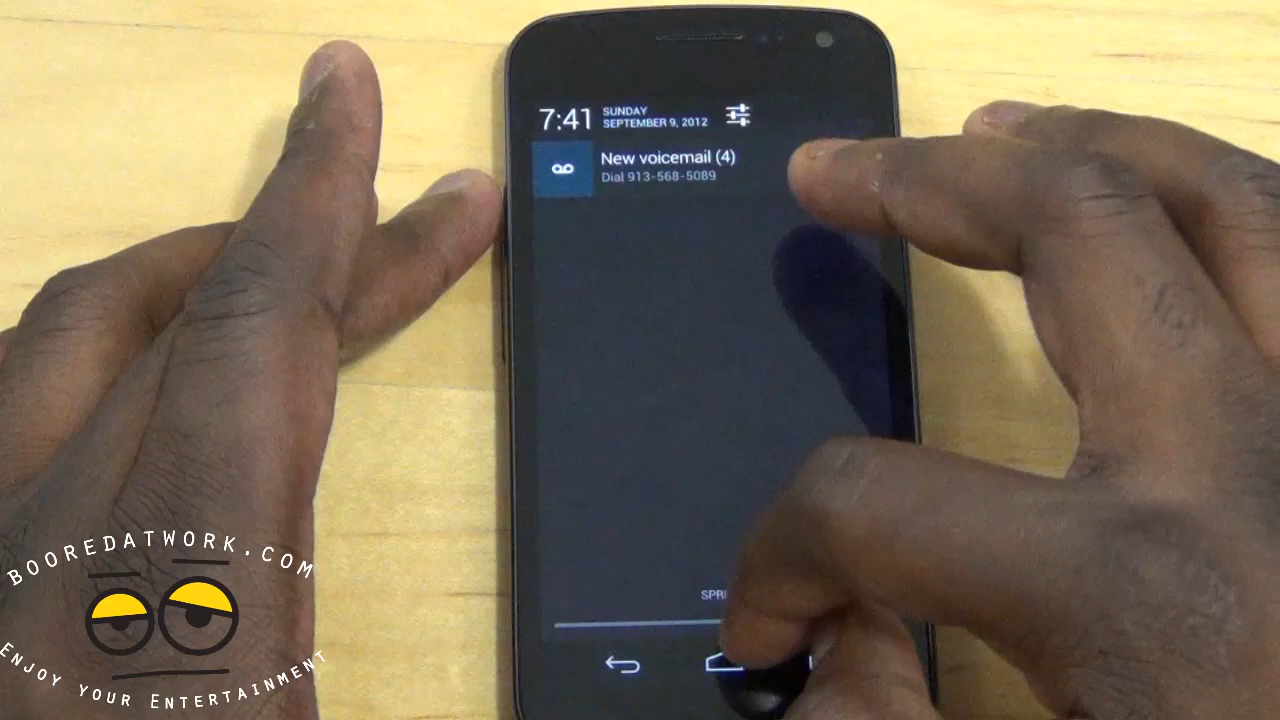 7:41
SUNDAY
SEPTEMBER 9, 2012
New voicemail (4)
Dial 913-568-5089
BOOREDATWORK.COM
ENJOY YOUR ENTERTAINMENT